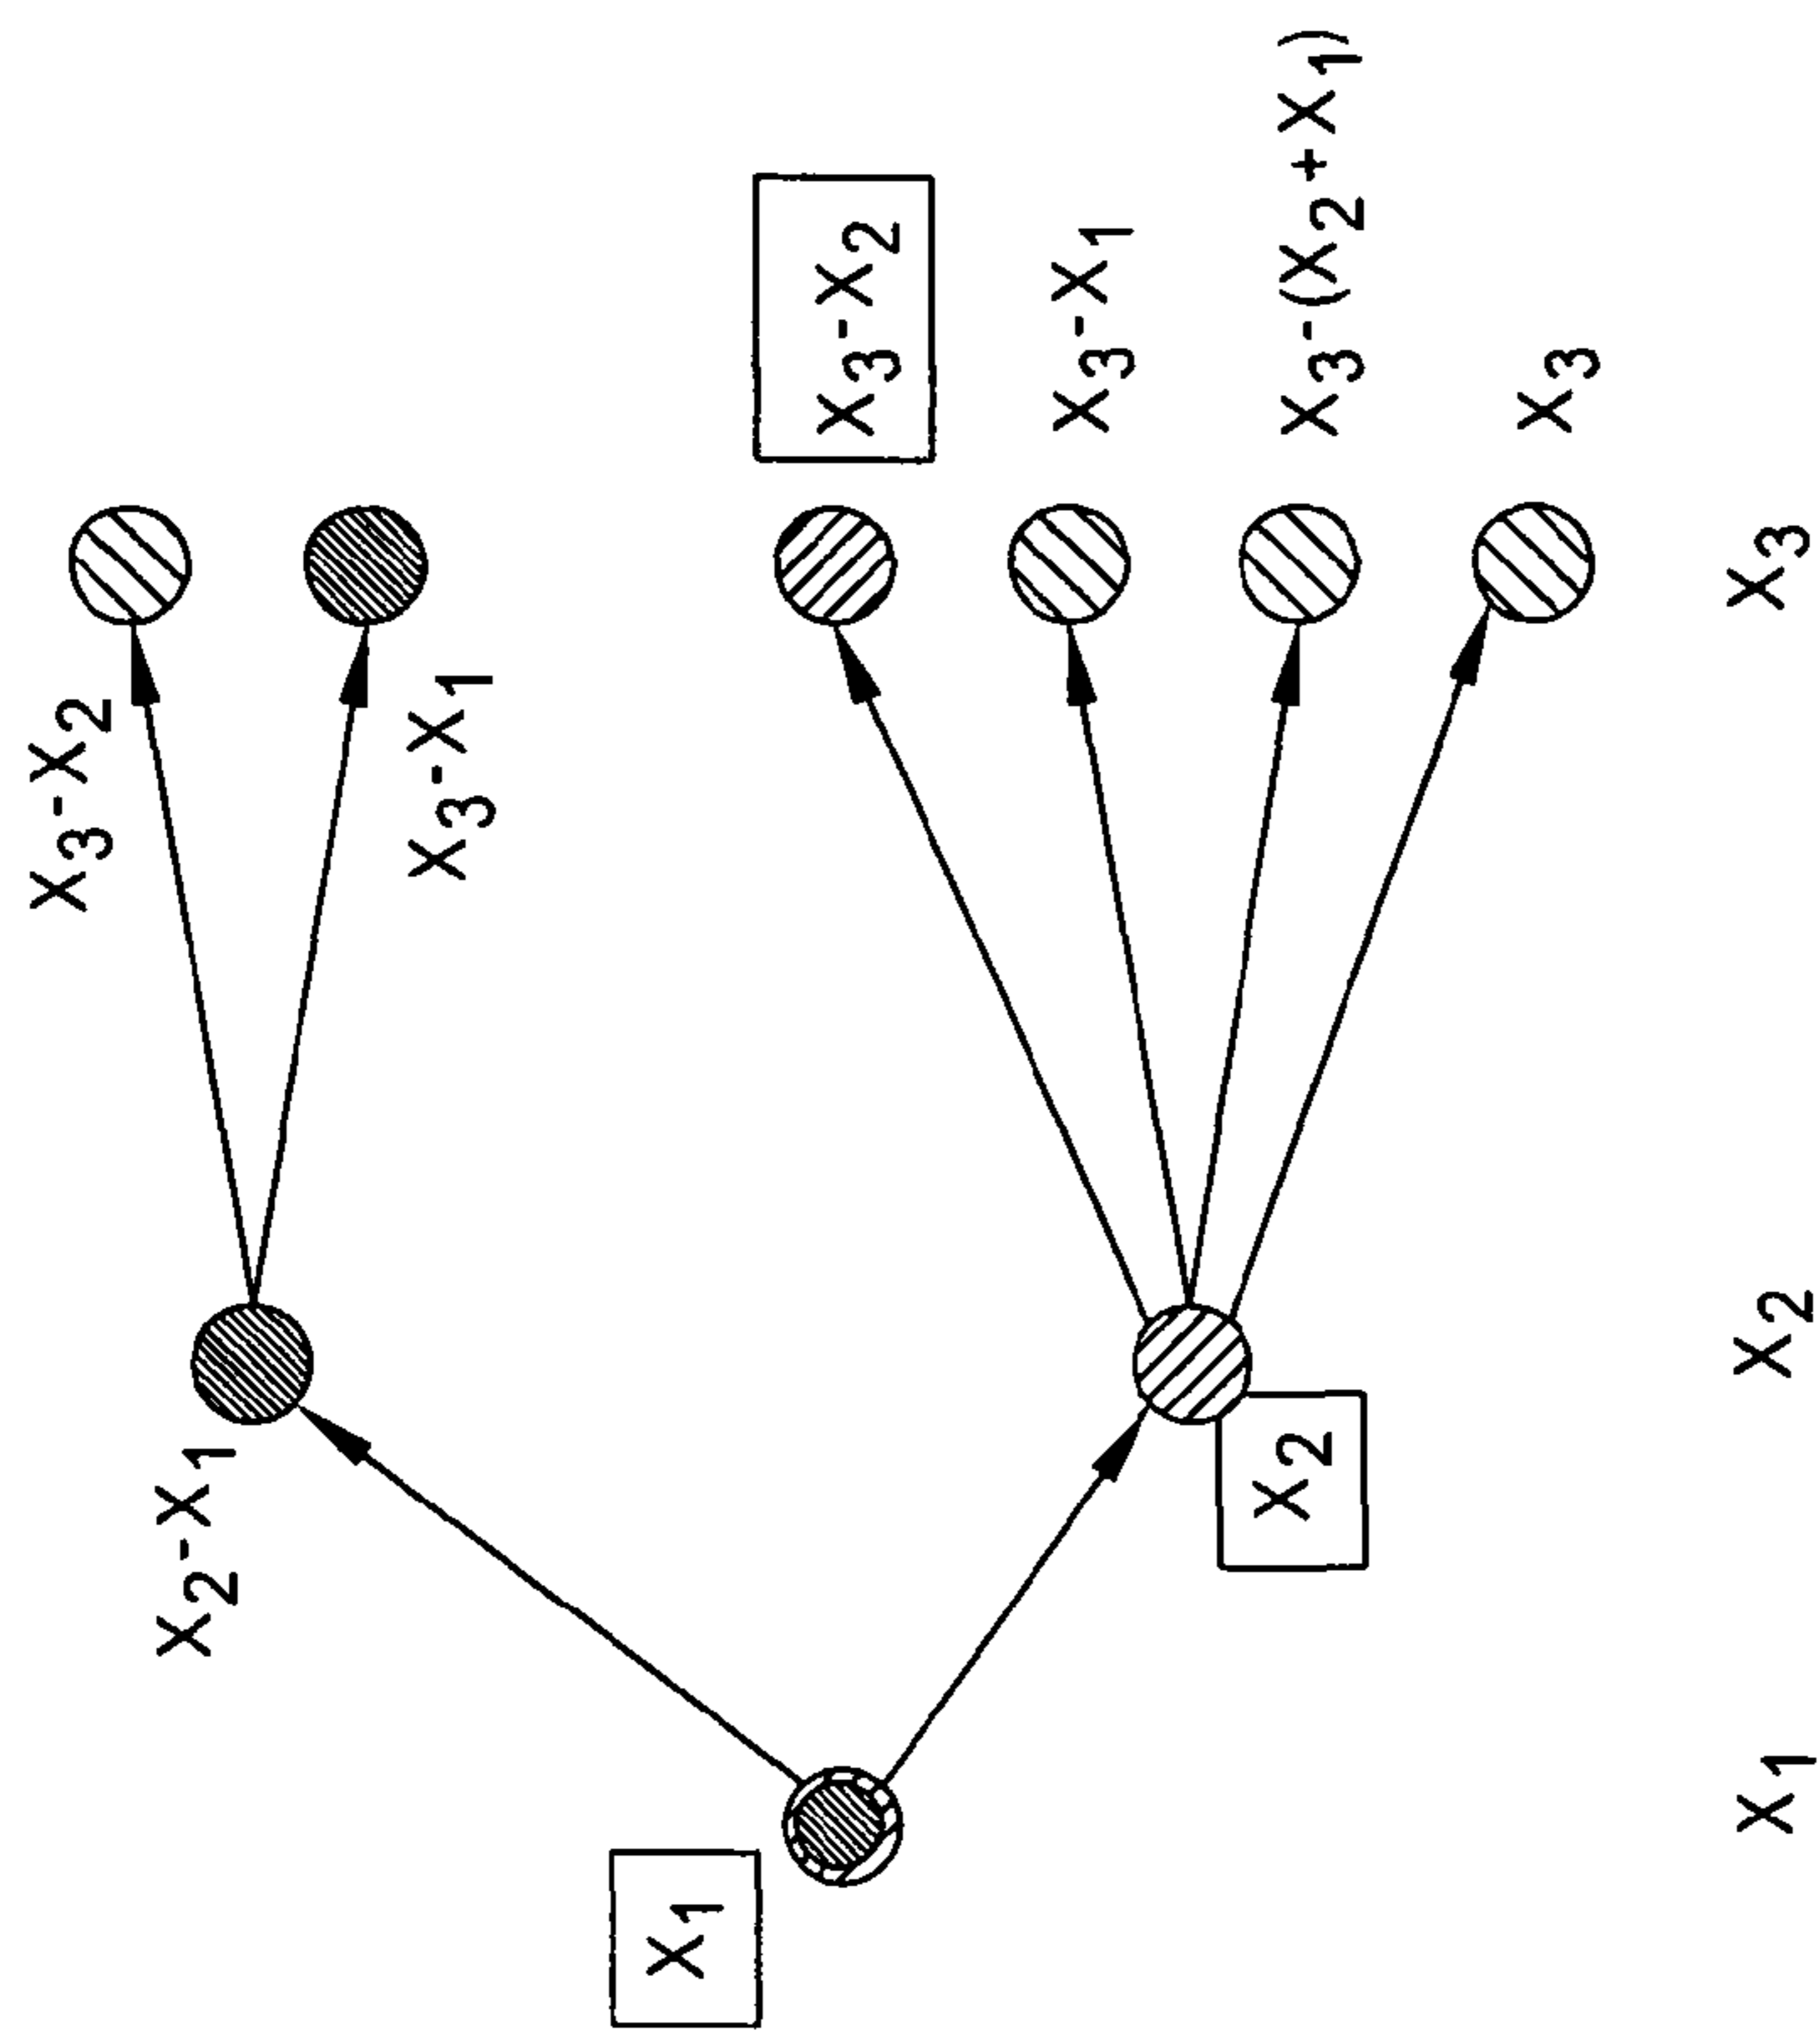 X₃-X₂
X₂-X₁
X₃-X₁
X₁
X₃-X₂
X₃-X₁
X₂
X₃-(X₂+X₁)
X₃
X₁ X₂ X₃